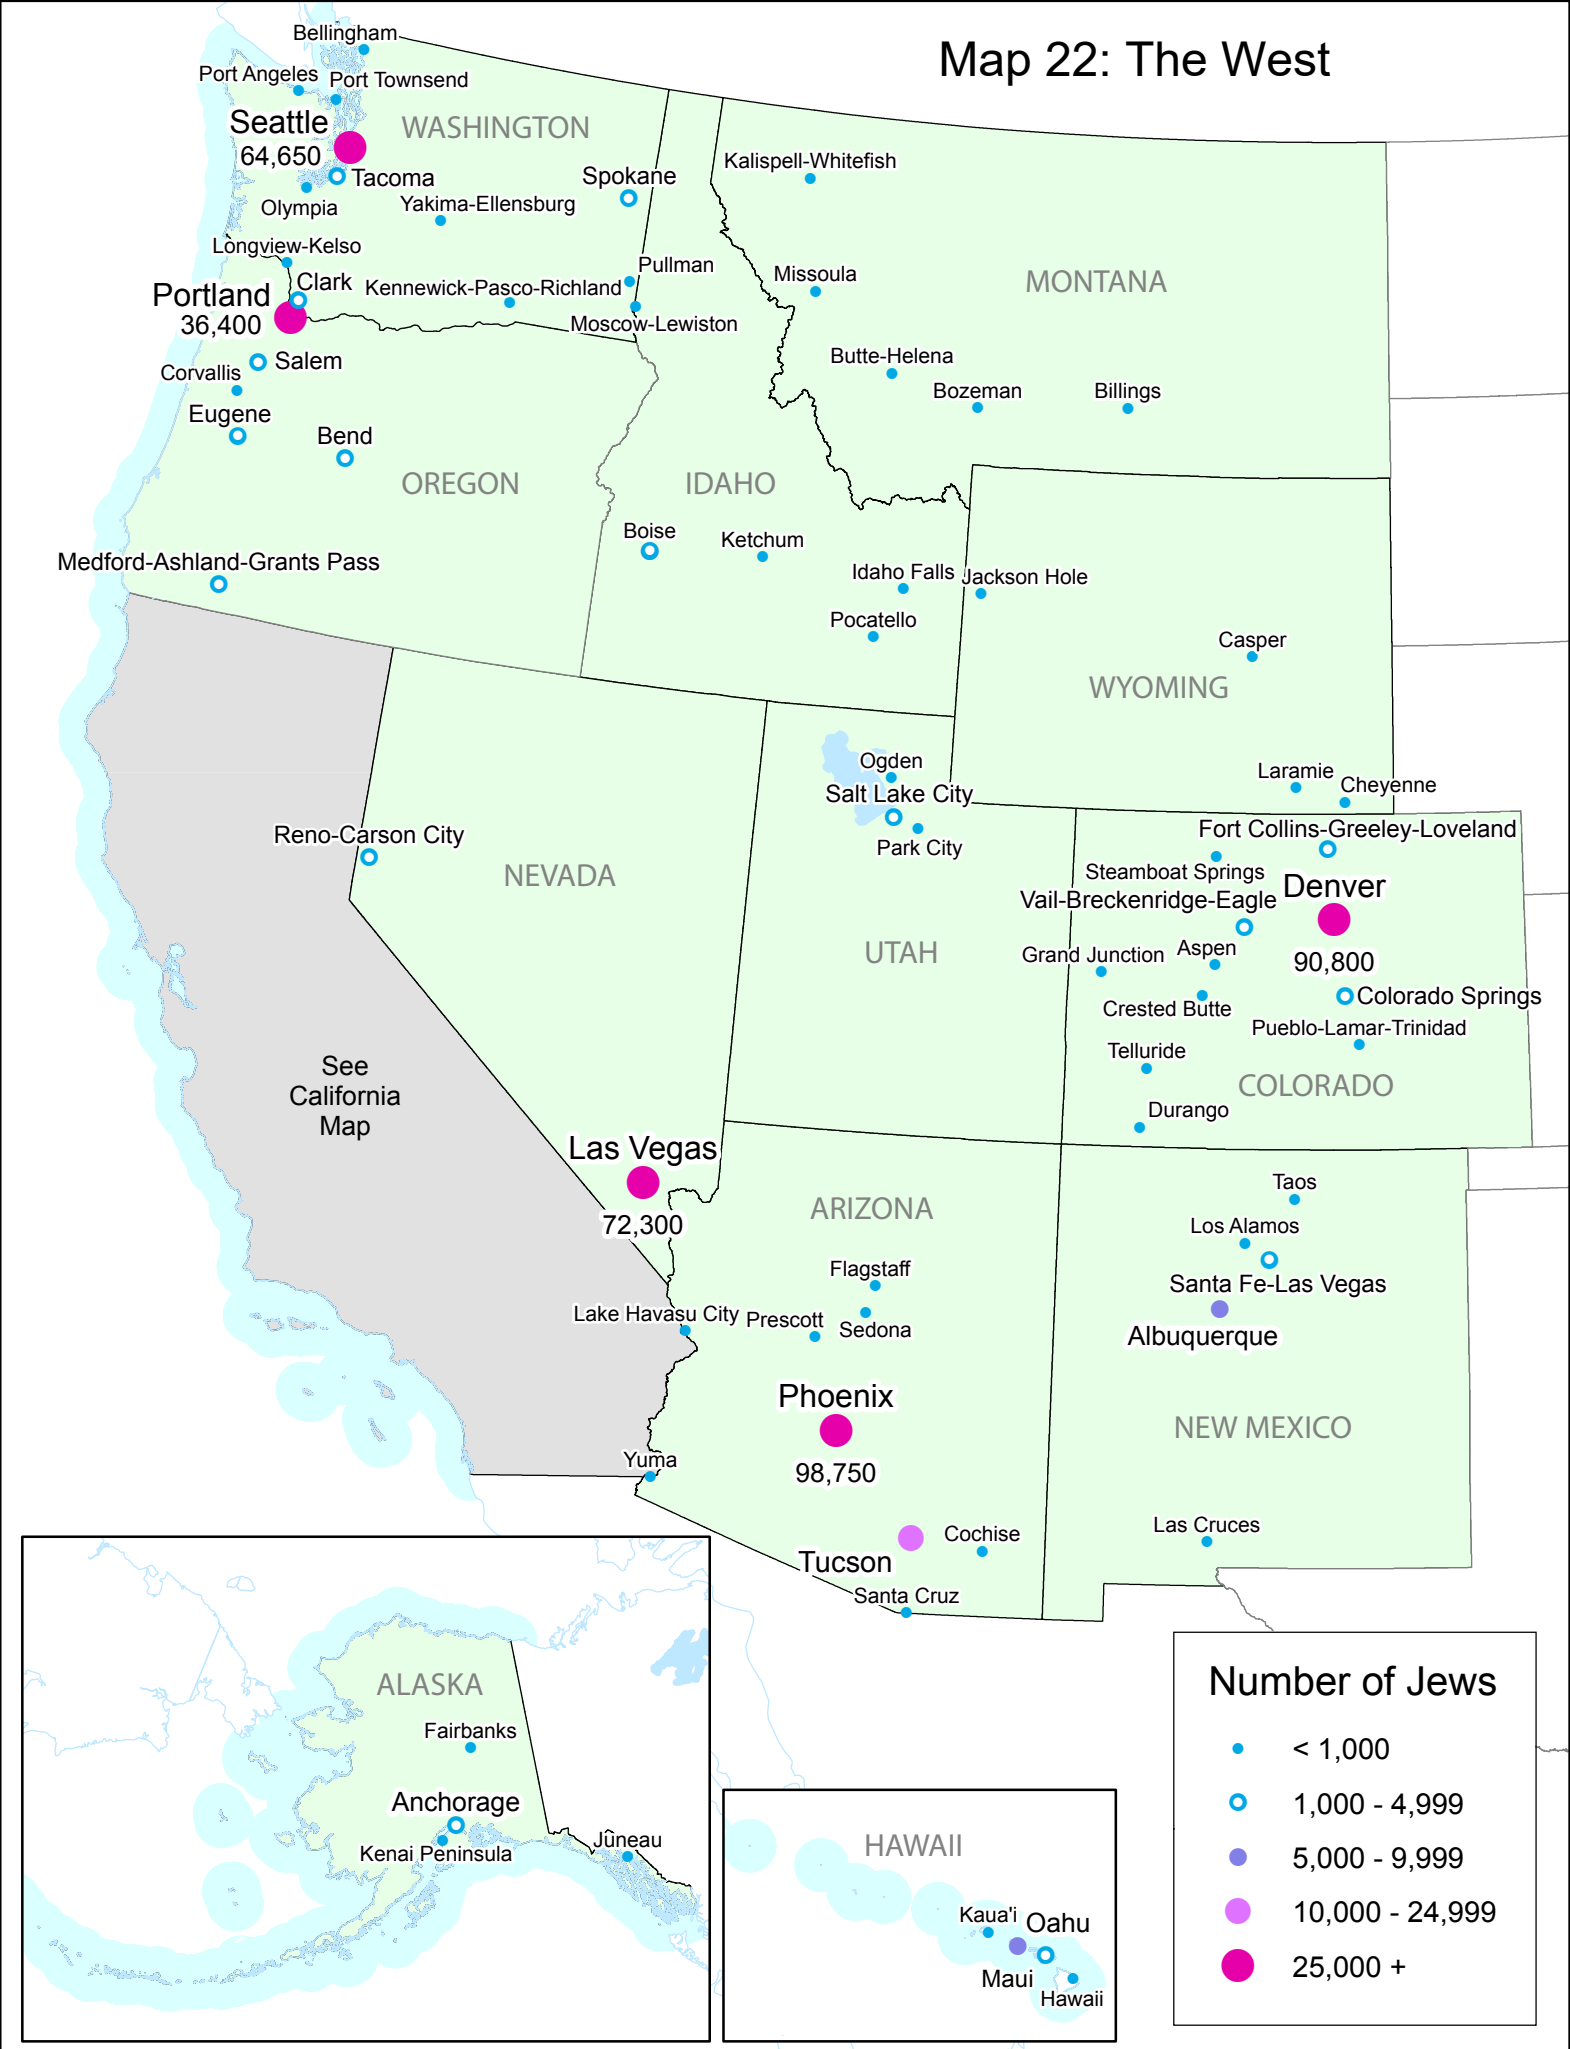 Map 22: The West
Bellingham
Port Angeles
Port Townsend
Seattle
64,650
WASHINGTON
Tacoma
Olympia
Yakima-Ellensburg
Spokane
Longview-Kelso
Clark
Kennewick-Pasco-Richland
Pullman
Moscow-Lewiston
Portland
36,400
Salem
Corvallis
Eugene
Bend
OREGON
Medford-Ashland-Grants Pass
Kalispell-Whitefish
Missoula
MONTANA
Butte-Helena
Bozeman
Billings
IDAHO
Boise
Ketchum
Idaho Falls
Pocatello
Jackson Hole
Casper
WYOMING
Laramie
Cheyenne
Reno-Carson City
NEVADA
Las Vegas
72,300
See
California
Map
Ogden
Salt Lake City
Park City
UTAH
Fort Collins-Greeley-Loveland
Steamboat Springs
Denver
90,800
Vail-Breckenridge-Eagle
Grand Junction
Aspen
Crested Butte
Colorado Springs
Pueblo-Lamar-Trinidad
Telluride
COLORADO
Durango
ARIZONA
Flagstaff
Lake Havasu City
Prescott
Sedona
Phoenix
98,750
Yuma
Tucson
Cochise
Santa Cruz
Taos
Los Alamos
Santa Fe-Las Vegas
Albuquerque
NEW MEXICO
Las Cruces
ALASKA
Fairbanks
Anchorage
Kenai Peninsula
Juneau
HAWAII
Kaua'i
Oahu
Maui
Hawaii
Number of Jews
< 1,000
1,000 - 4,999
5,000 - 9,999
10,000 - 24,999
25,000 +